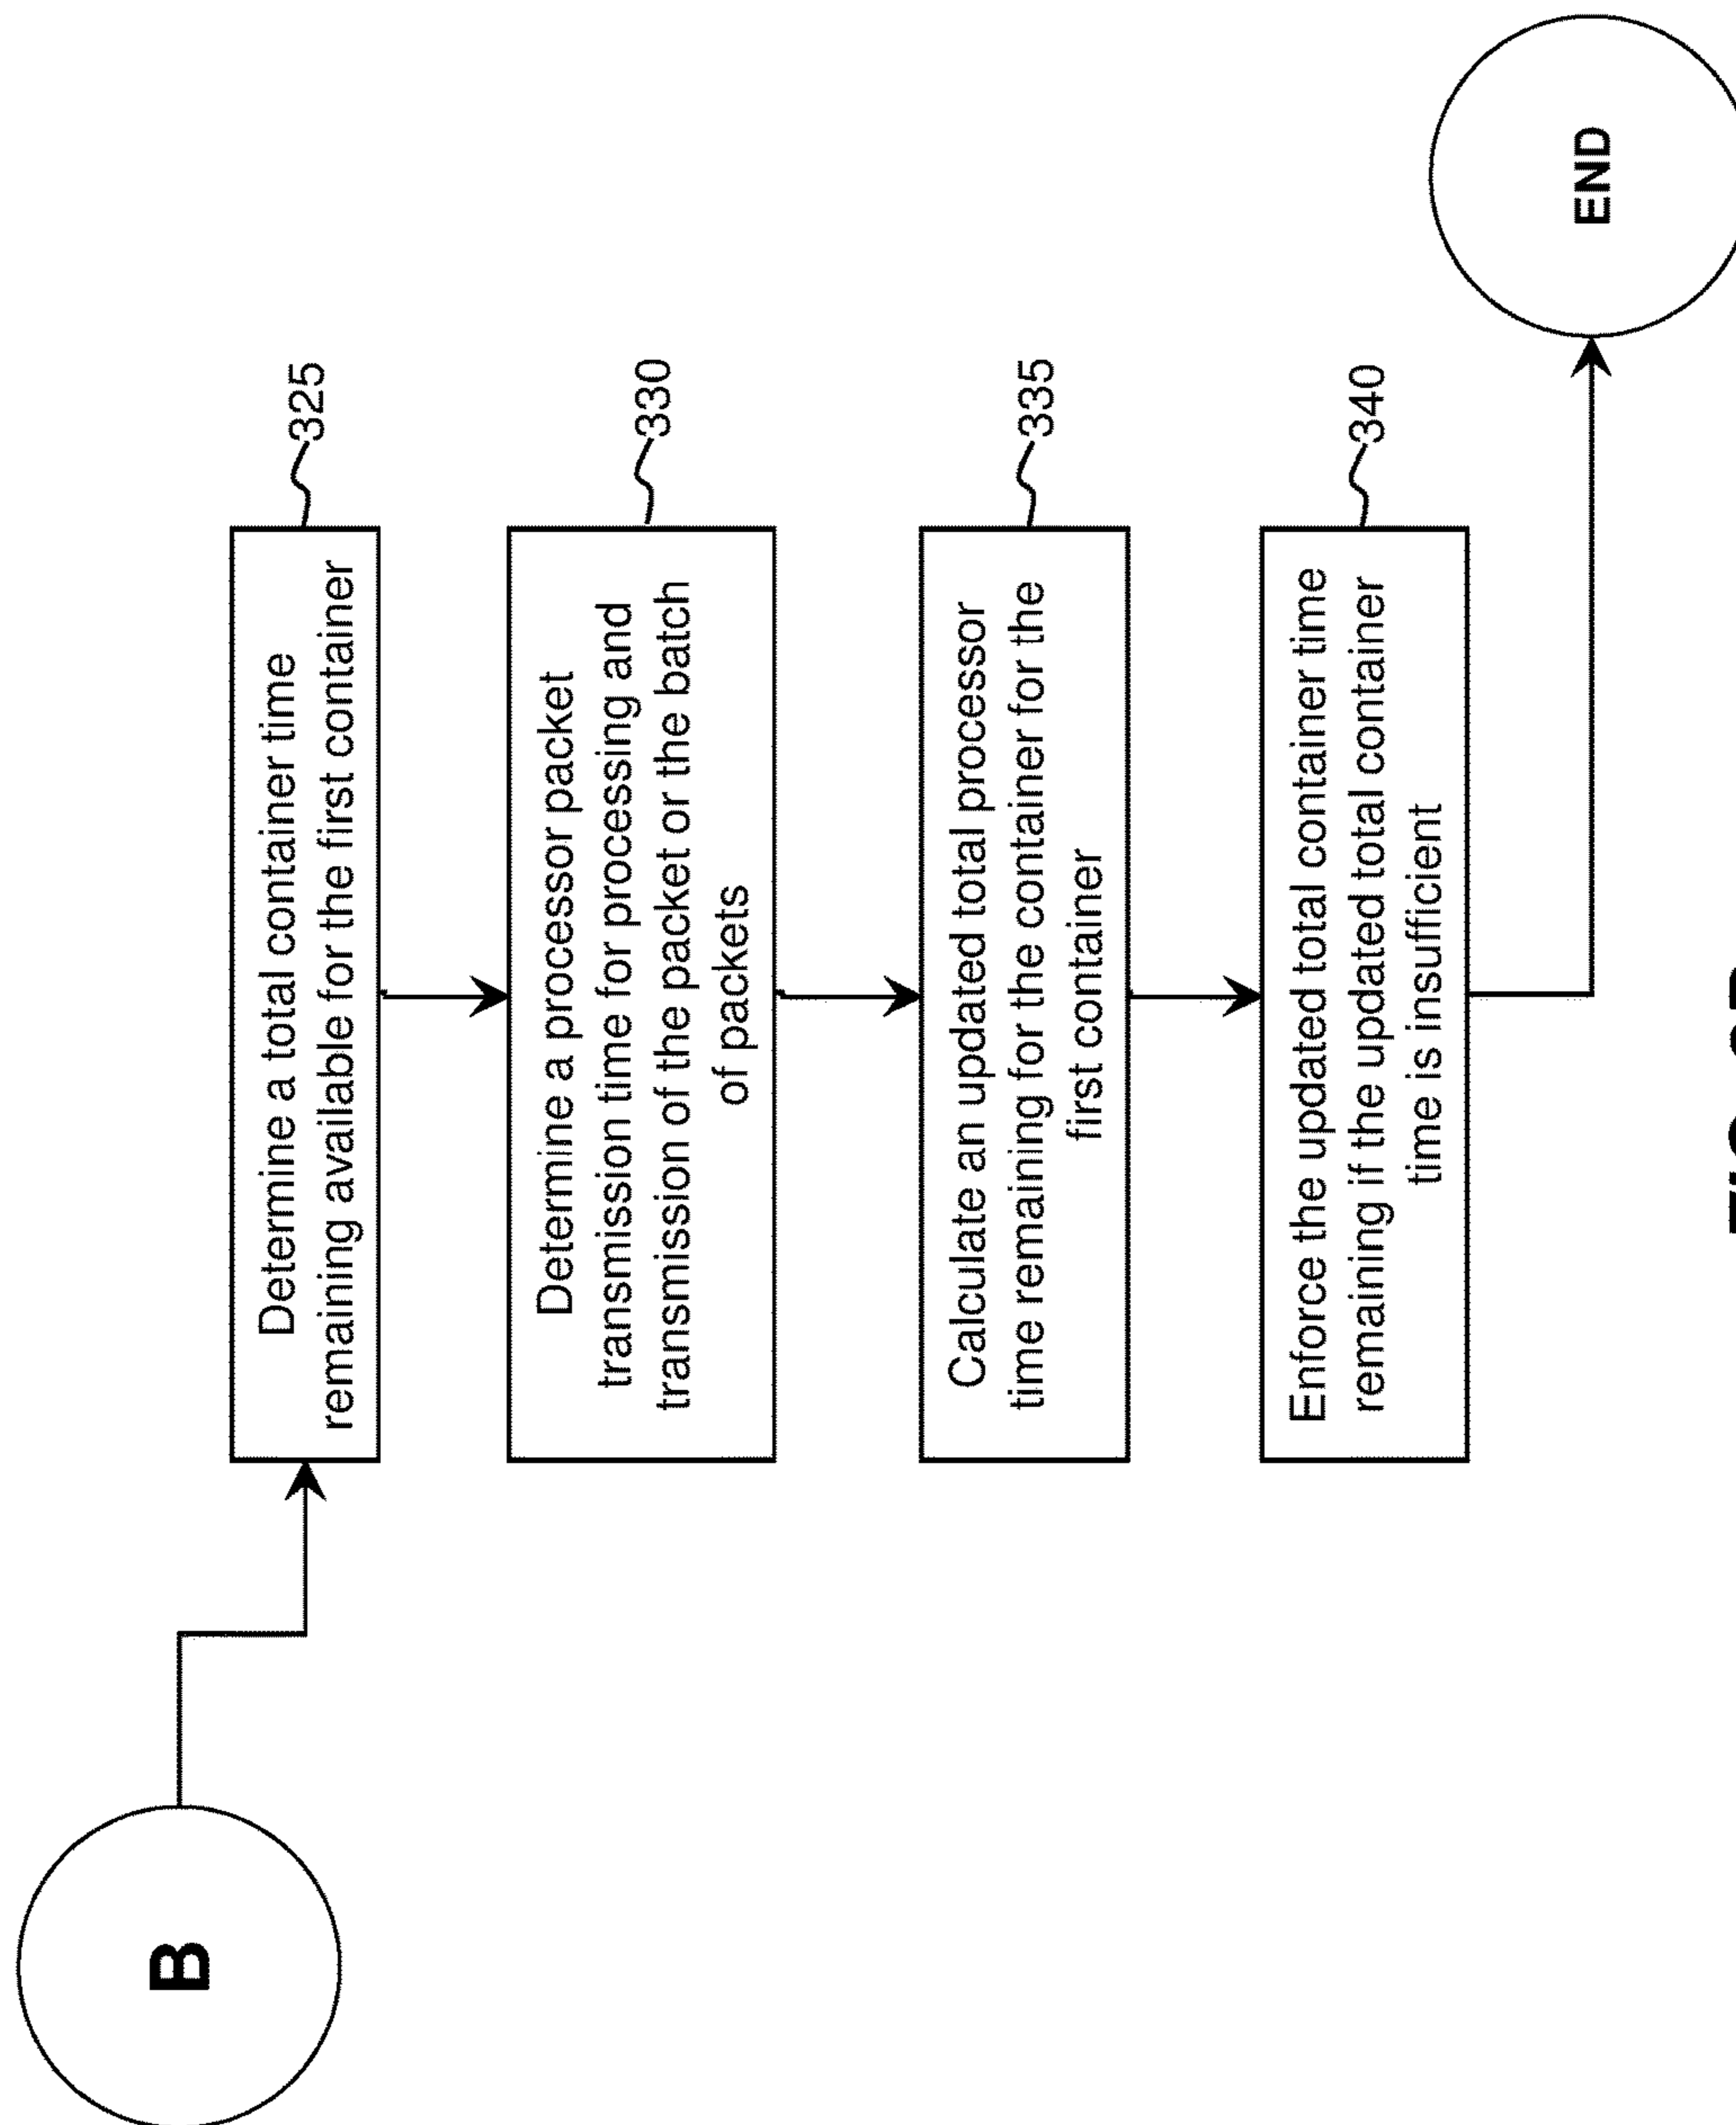 B
Determine a total container time
remaining available for the first container
325
Determine a processor packet
transmission time for processing and
transmission of the packet or the batch
of packets
330
Calculate an updated total processor
time remaining for the container for the
first container
335
Enforce the updated total container time
remaining if the updated total container
time is insufficient
340
END